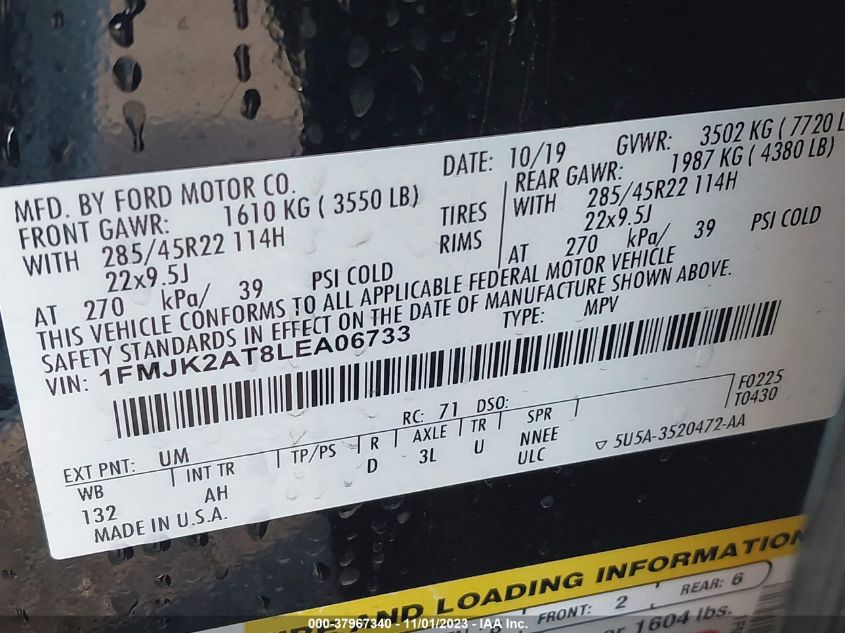 MFD. BY FORD MOTOR CO.
DATE: 10/19 GVWR: 3502 KG ( 7720 L
FRONT GAWR: 1610 KG ( 3550 LB) REAR GAWR: 1987 KG ( 4380 LB)
WITH 285/45R22 114H TIRES WITH 285/45R22 114H
22x9.5J RIMS 22x9.5J
AT 270 kPa/ 39 PSI COLD AT 270 kPa/ 39 PSI COLD
THIS VEHICLE CONFORMS TO ALL APPLICABLE FEDERAL MOTOR VEHICLE
SAFETY STANDARDS IN EFFECT ON THE DATE OF MANUFACTURE SHOWN ABOVE.
VIN: 1FMJK2AT8LEA06733 TYPE: MPV
F0225
T0430
EXT PNT: UM RC: 71 DSO:
WB INT TR TP/PS R AXLE TR SPR
132 AH D 3L U NNEE
ULC
▽ 5U5A-3520472-AA
MADE IN U.S.A.
AND LOADING INFORMATION
FRONT: 2 REAR: 6
1604 lbs.
000-37967340 - 11/01/2023 - IAA Inc.